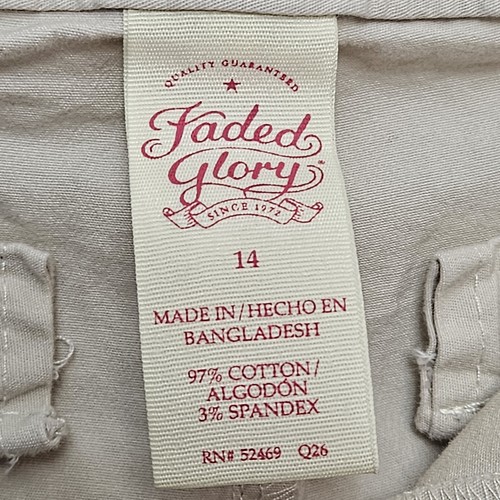 QUALITY GUARANTEED
Faded
Glory
SINCE 1972
14
MADE IN/HECHO EN
BANGLADESH
97% COTTON/
ALGODÓN
3% SPANDEX
RN# 52469 Q26